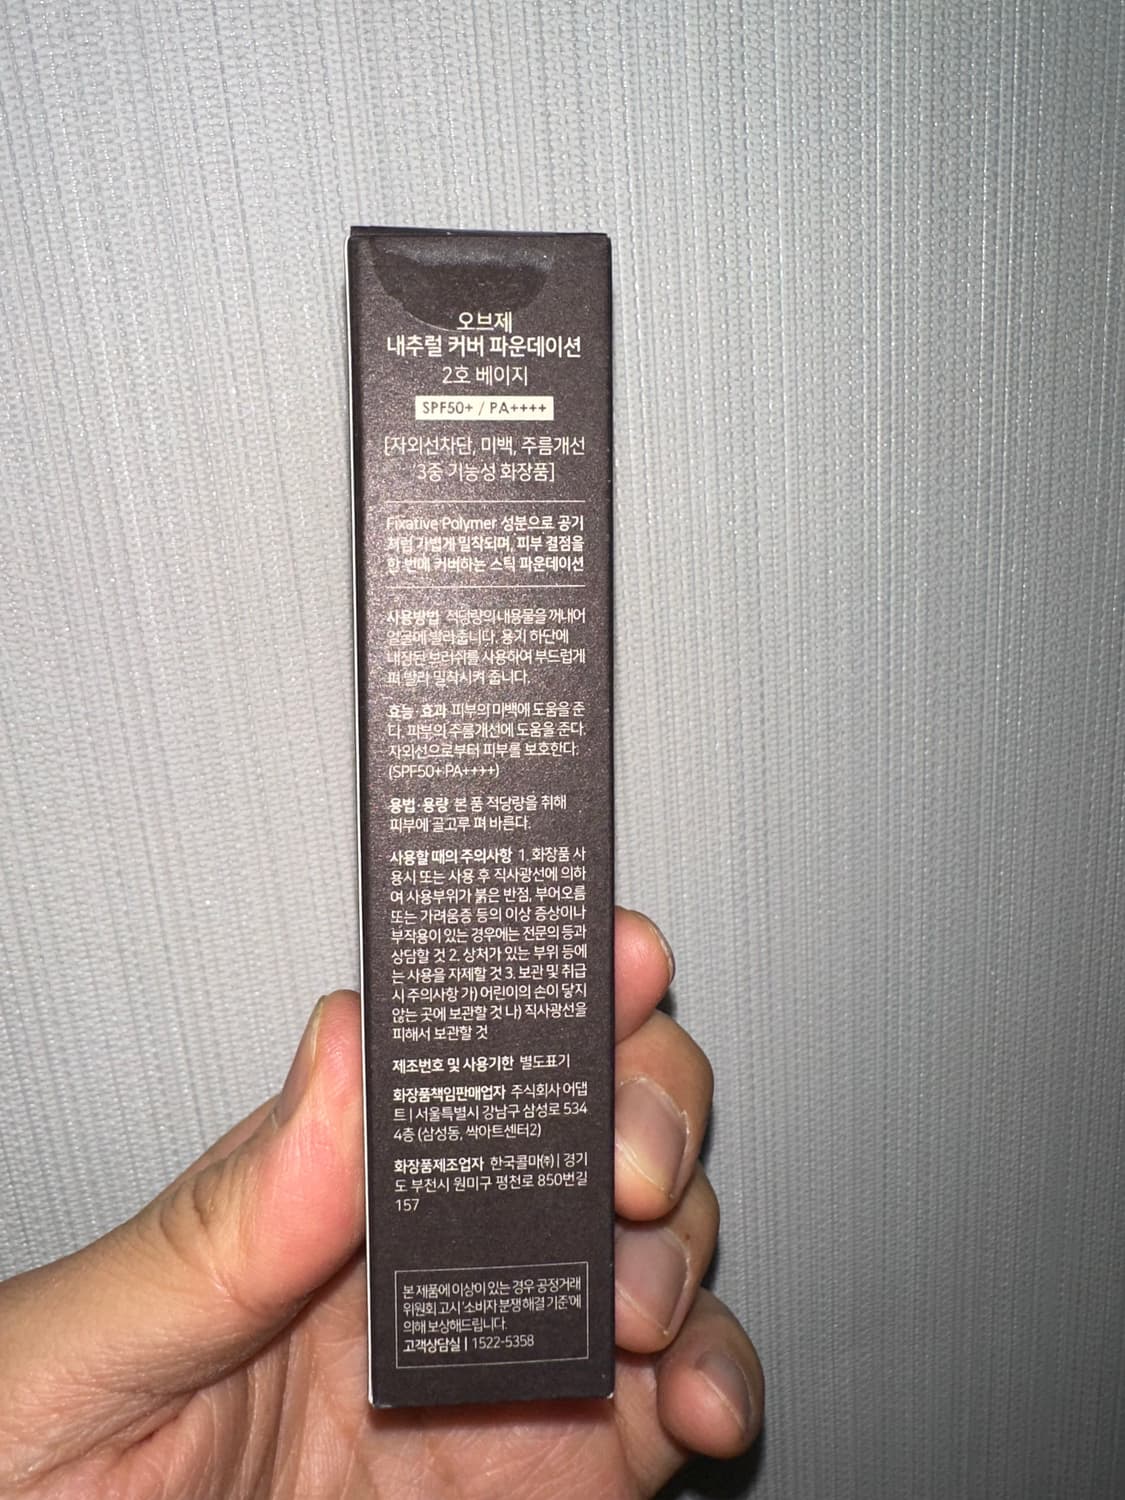 오브제
내추럴 커버 파운데이션
2호 베이지
SPF50+ / PA++++
[자외선차단, 미백, 주름개선
3중 기능성 화장품]
Fixative Polymer 성분으로 공기
처럼 가볍게 밀착되며, 피부 결점을
한 번에 커버하는 스틱 파운데이션
사용방법 적당량의 내용물을 꺼내어
얼굴에 발라줍니다. 용기 하단에
내장된 브러쉬를 사용하여 부드럽게
펴 발라 밀착시켜 줍니다.
효능·효과 피부의 미백에 도움을 준
다. 피부의 주름개선에 도움을 준다.
자외선으로부터 피부를 보호한다.
(SPF50+ PA++++)
용법·용량 본 품 적당량을 취해
피부에 골고루 펴 바른다.
사용할 때의 주의사항 1. 화장품 사
용시 또는 사용 후 직사광선에 의하
여 사용부위가 붉은 반점, 부어오름
또는 가려움증 등의 이상 증상이나
부작용이 있는 경우에는 전문의 등과
상담할 것 2. 상처가 있는 부위 등에
는 사용을 자제할 것 3. 보관 및 취급
시 주의사항 가) 어린이의 손이 닿지
않는 곳에 보관할 것 나) 직사광선을
피해서 보관할 것
제조번호 및 사용기한 별도표기
화장품책임판매업자 주식회사 어댑
트 | 서울특별시 강남구 삼성로 534
4층 (삼성동, 싹아트센터2)
화장품제조업자 한국콜마㈜ | 경기
도 부천시 원미구 평천로 850번길
157
본 제품에 이상이 있는 경우 공정거래
위원회 고시 '소비자 분쟁 해결 기준'에
의해 보상해드립니다.
고객상담실 | 1522-5358